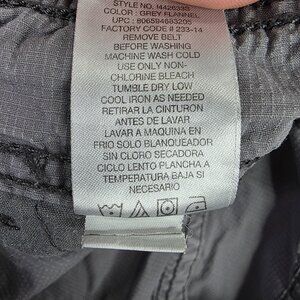 STYLE NO. 14426335
COLOR : GREY FLANNEL
UPC : 806594603205
FACTORY CODE # 233-14
REMOVE BELT
BEFORE WASHING
MACHINE WASH COLD
USE ONLY NON-
CHLORINE BLEACH
TUMBLE DRY LOW
COOL IRON AS NEEDED
RETIRAR LA CINTURON
ANTES DE LAVAR
LAVAR A MAQUINA EN
FRIO SOLO BLANQUEADOR
SIN CLORO SECADORA
CICLO LENTO PLANCHA A
TEMPERATURA BAJA SI
NECESARIO